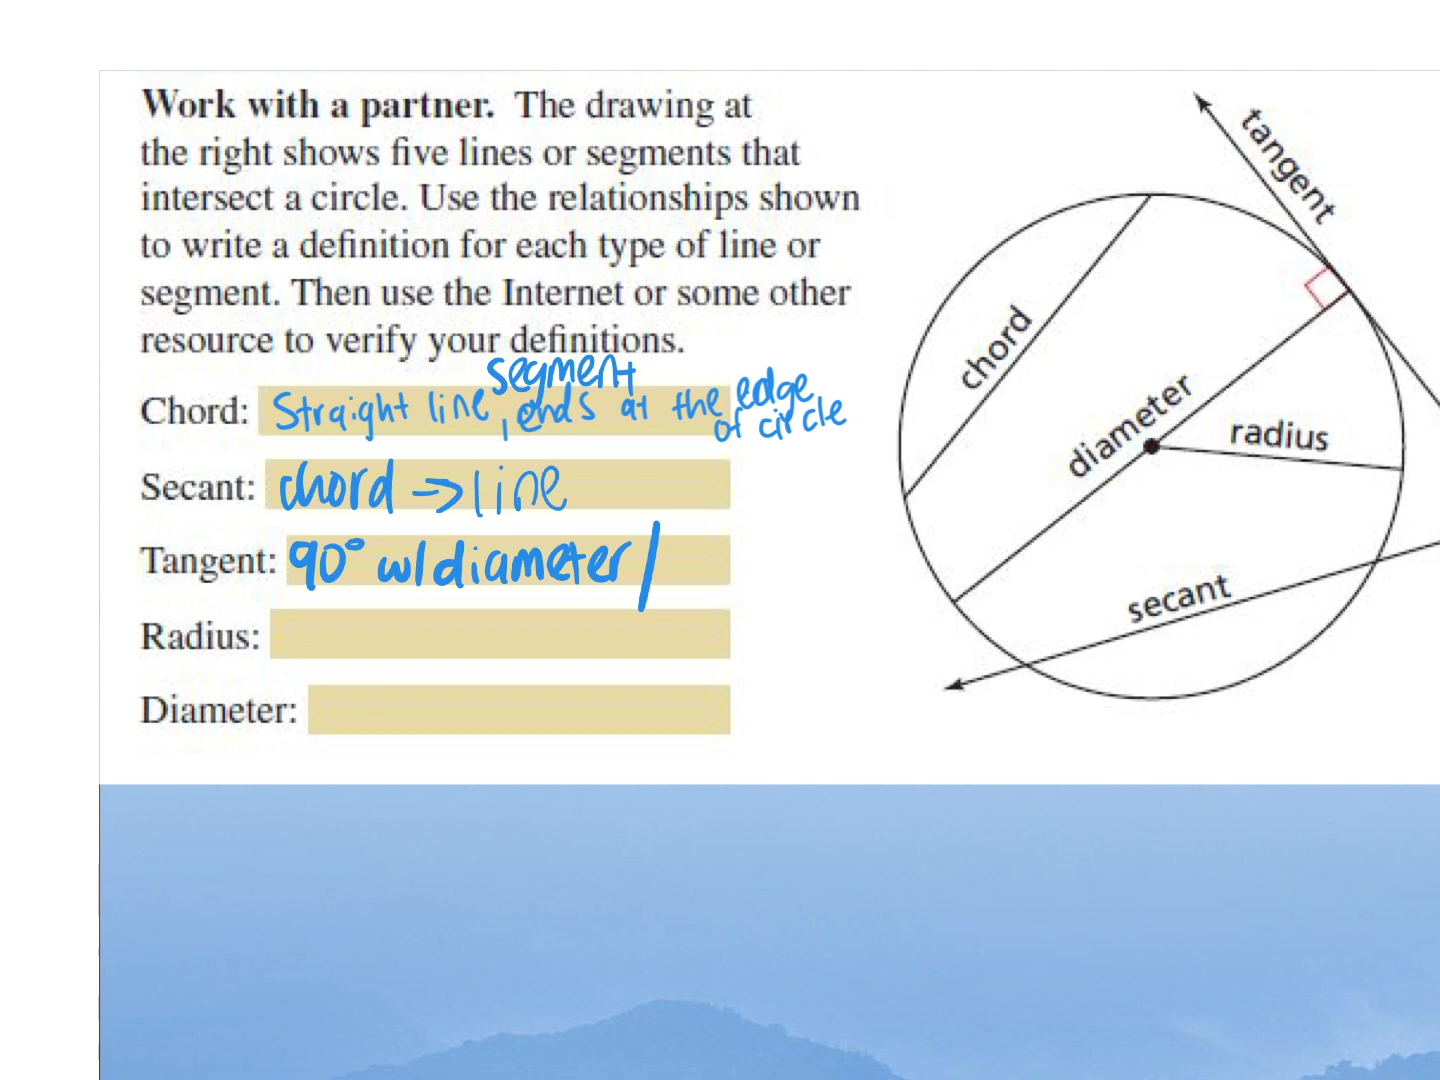 Work with a partner. The drawing at
the right shows five lines or segments that
intersect a circle. Use the relationships shown
to write a definition for each type of line or
segment. Then use the Internet or some other
resource to verify your definitions.
Chord: Straight line segment, ends at the edge of circle
Secant: chord → line
Tangent: 90° w/diameter/
Radius:
Diameter:
tangent
chord
diameter
radius
secant